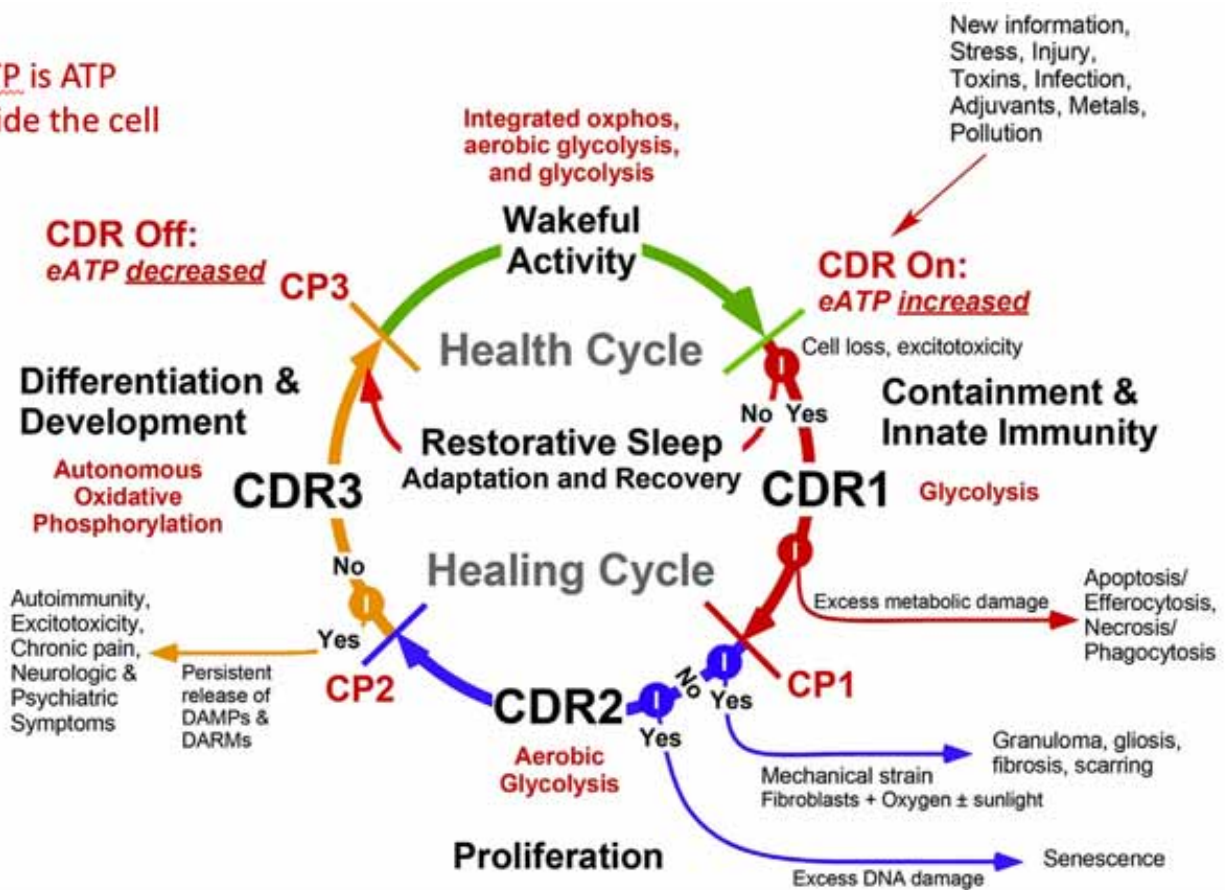 is ATP
the cell
New information,
Stress, Injury,
Toxins, Infection,
Adjuvants, Metals,
Pollution
Integrated oxphos,
aerobic glycolysis,
and glycolysis
Wakeful
Activity
CDR Off:
eATP decreased
CP3
CDR On:
eATP increased
Health Cycle
Cell loss, excitotoxicity
Differentiation &
Development
Containment &
Innate Immunity
No Yes
Restorative Sleep
Adaptation and Recovery
Autonomous
Oxidative
Phosphorylation
CDR3
CDR1
Glycolysis
Healing Cycle
No
Autoimmunity,
Excitotoxicity,
Chronic pain,
Neurologic &
Psychiatric
Symptoms
Yes
Persistent
release of
DAMPs &
DARMs
CP2
Excess metabolic damage
Apoptosis/
Efferocytosis,
Necrosis/
Phagocytosis
CP1
No
Yes
CDR2
Yes
Aerobic
Glycolysis
Mechanical strain
Fibroblasts + Oxygen ± sunlight
Granuloma, gliosis,
fibrosis, scarring
Proliferation
Excess DNA damage
Senescence